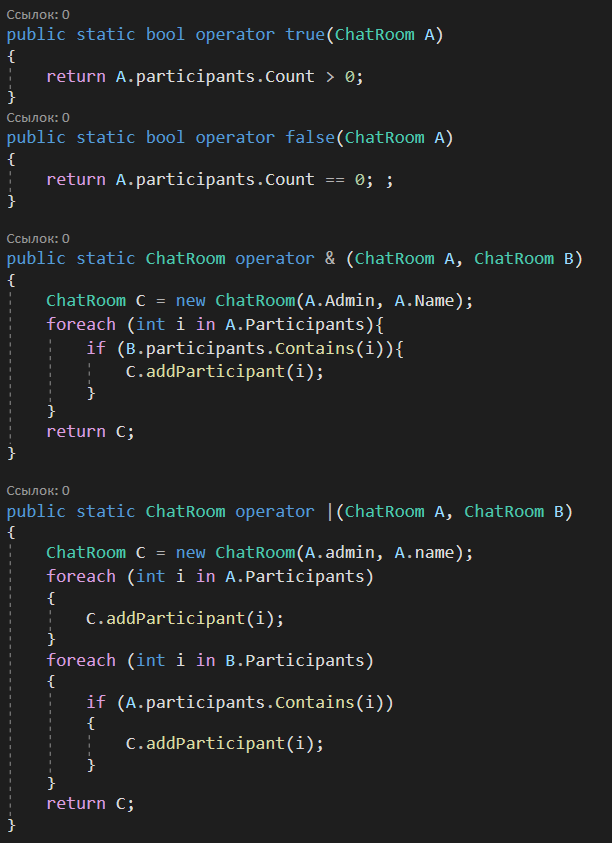 Ссылок: 0
public static bool operator true(ChatRoom A)
{
    return A.participants.Count > 0;
}
Ссылок: 0
public static bool operator false(ChatRoom A)
{
    return A.participants.Count == 0; ;
}
Ссылок: 0
public static ChatRoom operator & (ChatRoom A, ChatRoom B)
{
    ChatRoom C = new ChatRoom(A.Admin, A.Name);
    foreach (int i in A.Participants){
        if (B.participants.Contains(i)){
            C.addParticipant(i);
        }
    }
    return C;
}
Ссылок: 0
public static ChatRoom operator |(ChatRoom A, ChatRoom B)
{
    ChatRoom C = new ChatRoom(A.admin, A.name);
    foreach (int i in A.Participants)
    {
        C.addParticipant(i);
    }
    foreach (int i in B.Participants)
    {
        if (A.participants.Contains(i))
        {
            C.addParticipant(i);
        }
    }
    return C;
}